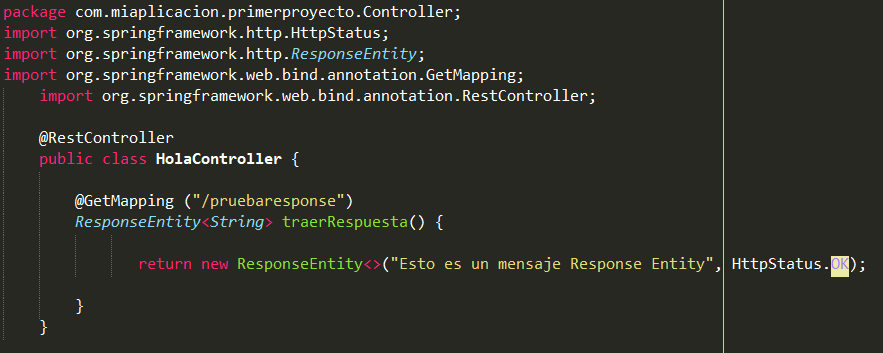 package com.miaplicacion.primerproyecto.Controller;
import org.springframework.http.HttpStatus;
import org.springframework.http.ResponseEntity;
import org.springframework.web.bind.annotation.GetMapping;
import org.springframework.web.bind.annotation.RestController;
@RestController
public class HolaController {
@GetMapping ("/pruebaresponse")
ResponseEntity<String> traerRespuesta() {
return new ResponseEntity<>("Esto es un mensaje Response Entity", HttpStatus.OK);
}
}